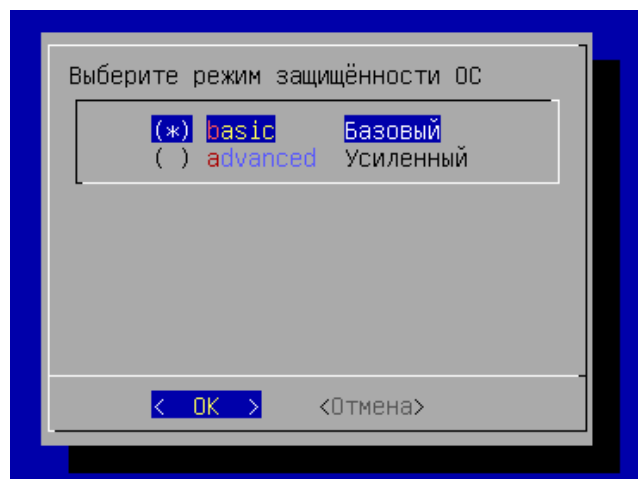 Выберите режим защищённости ОС
(*) basic Базовый
( ) advanced Усиленный
< OK > <Отмена>